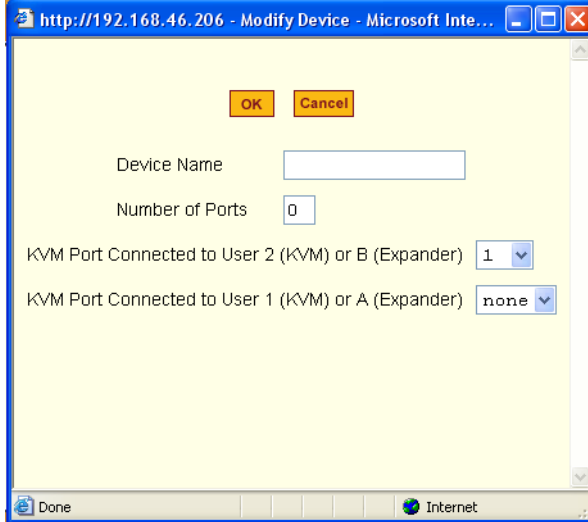 http://192.168.46.206 - Modify Device - Microsoft Inte...
OK Cancel
Device Name
Number of Ports 0
KVM Port Connected to User 2 (KVM) or B (Expander) 1
KVM Port Connected to User 1 (KVM) or A (Expander) none
Done Internet